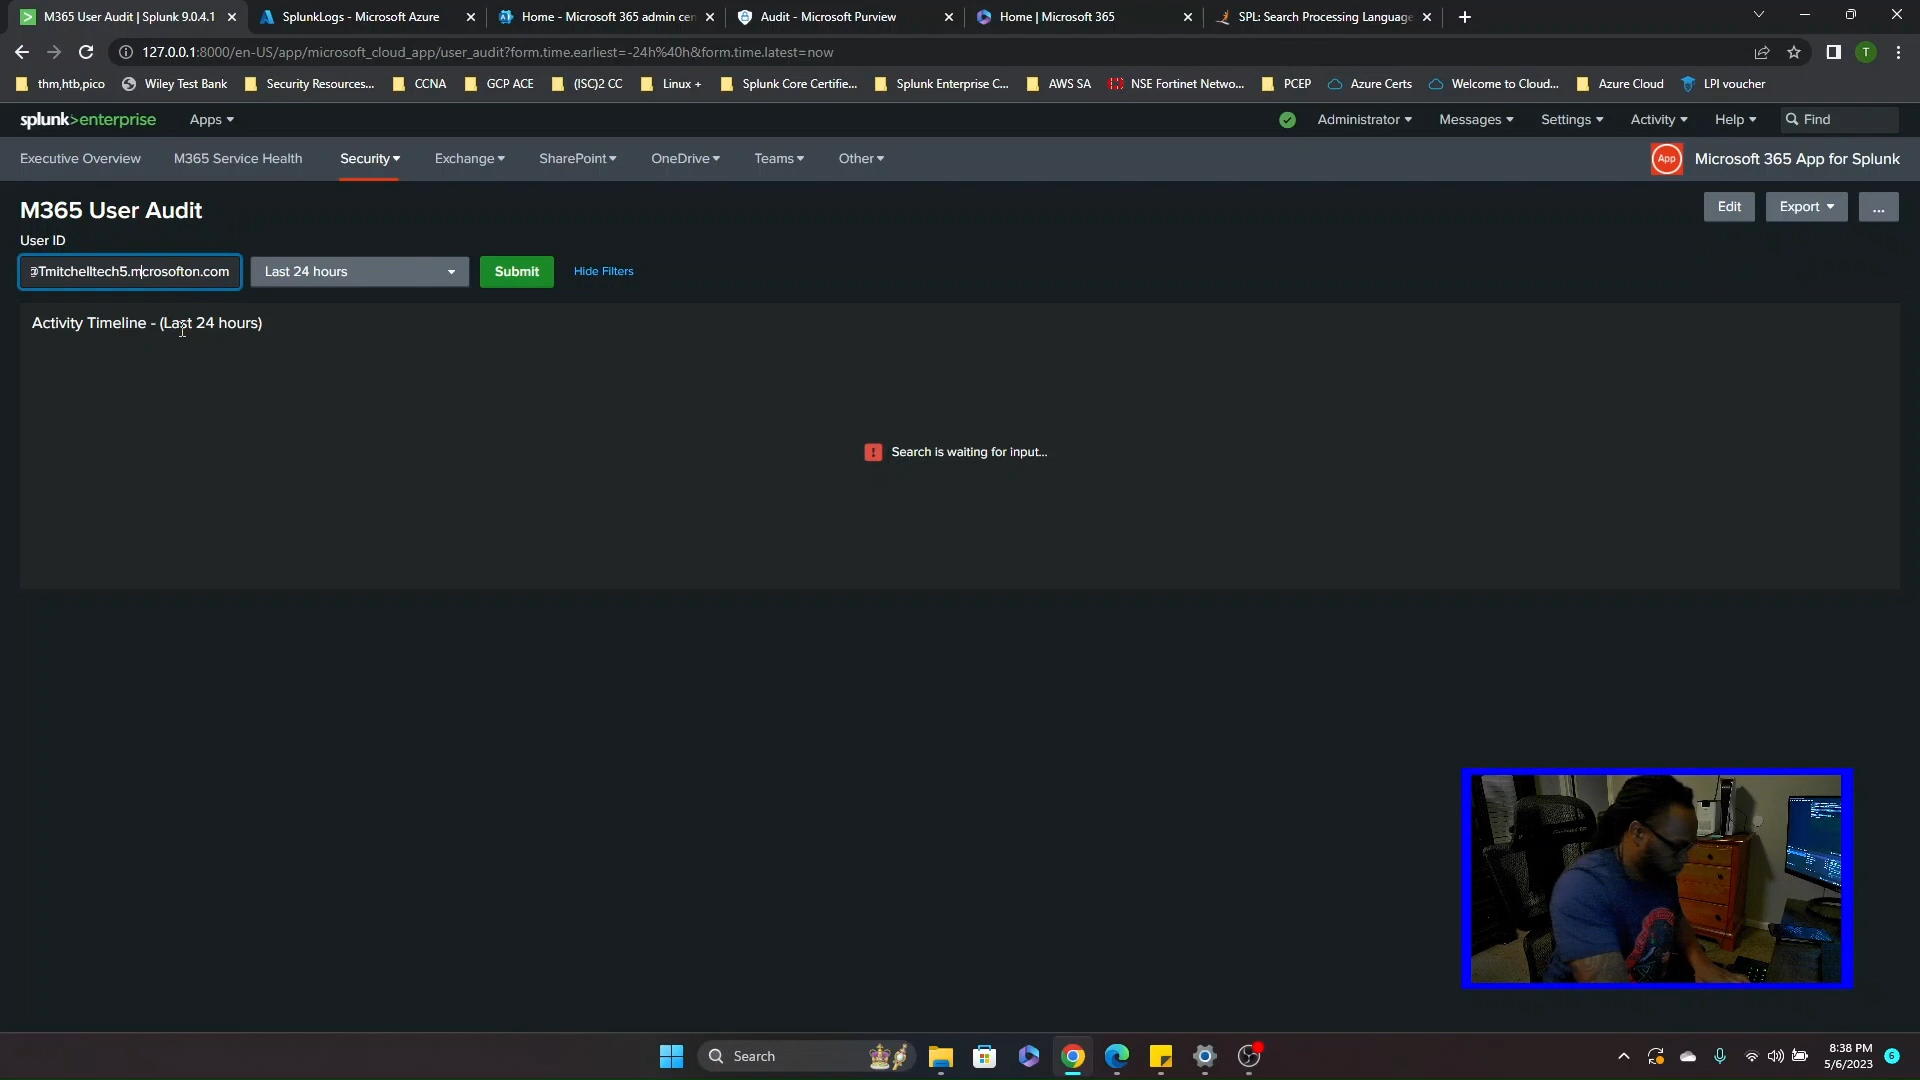 M365 User Audit | Splunk 9.0.4.1
SplunkLogs - Microsoft Azure
Home - Microsoft 365 admin cen
Audit - Microsoft Purview
Home | Microsoft 365
SPL: Search Processing Language
127.0.0.1:8000/en-US/app/microsoft_cloud_app/user_audit?form.time.earliest=-24h%40h&form.time.latest=now
T
thm,htb,pico
Wiley Test Bank
Security Resources...
CCNA
GCP ACE
(ISC)2 CC
Linux +
Splunk Core Certifie...
Splunk Enterprise C...
AWS SA
NSE Fortinet Netwo...
PCEP
Azure Certs
Welcome to Cloud...
Azure Cloud
LPI voucher
splunk>enterprise
Apps
Administrator
Messages
Settings
Activity
Help
Find
Executive Overview
M365 Service Health
Security
Exchange
SharePoint
OneDrive
Teams
Other
App
Microsoft 365 App for Splunk
M365 User Audit
Edit
Export
...
User ID
@Tmitchelltech5.mcrosofton.com
Last 24 hours
Submit
Hide Filters
Activity Timeline - (Last 24 hours)
! Search is waiting for input...
Search
8:38 PM
5/6/2023
6